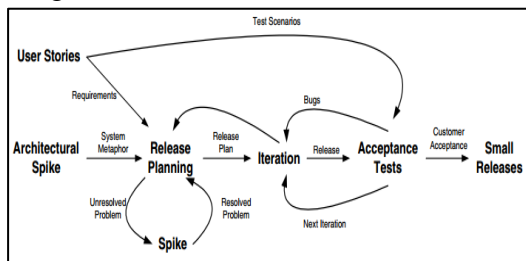 Test Scenarios
User Stories
Requirements
Bugs
Architectural
Spike
System
Metaphor
Release
Planning
Release
Plan
Iteration
Release
Acceptance
Tests
Customer
Acceptance
Small
Releases
Unresolved
Problem
Resolved
Problem
Next Iteration
Spike